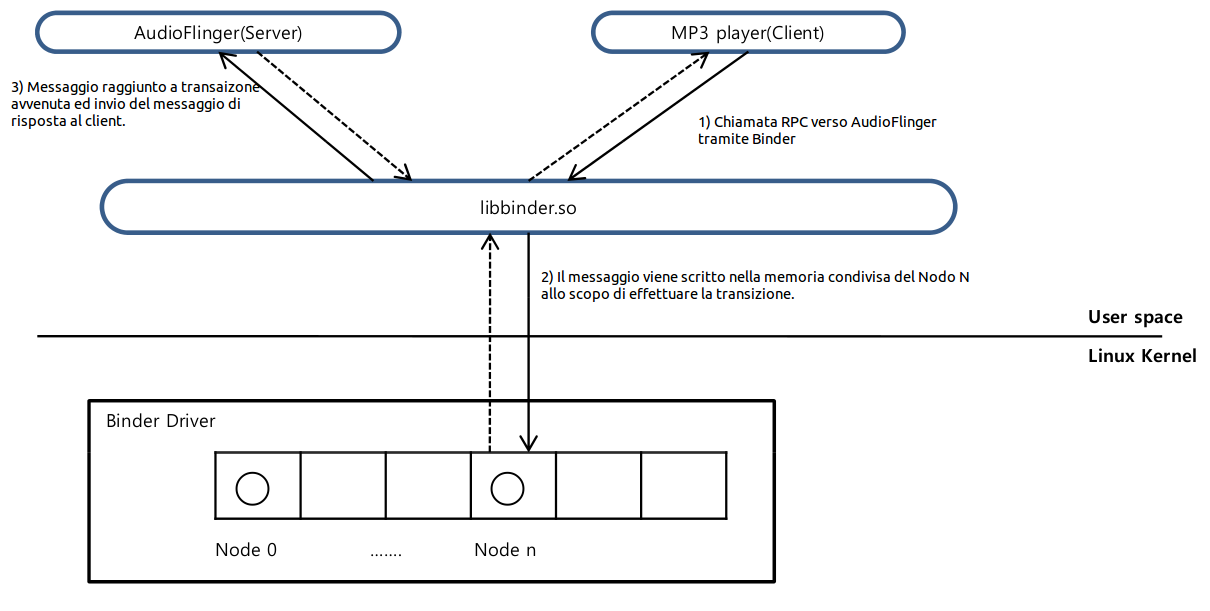 AudioFlinger(Server)
MP3 player(Client)
3) Messaggio raggiunto a transaizone
avvenuta ed invio del messaggio di
risposta al client.
1) Chiamata RPC verso AudioFlinger
tramite Binder
libbinder.so
2) Il messaggio viene scritto nella memoria condivisa del Nodo N
allo scopo di effettuare la transizione.
User space
Linux Kernel
Binder Driver
Node 0
.......
Node n